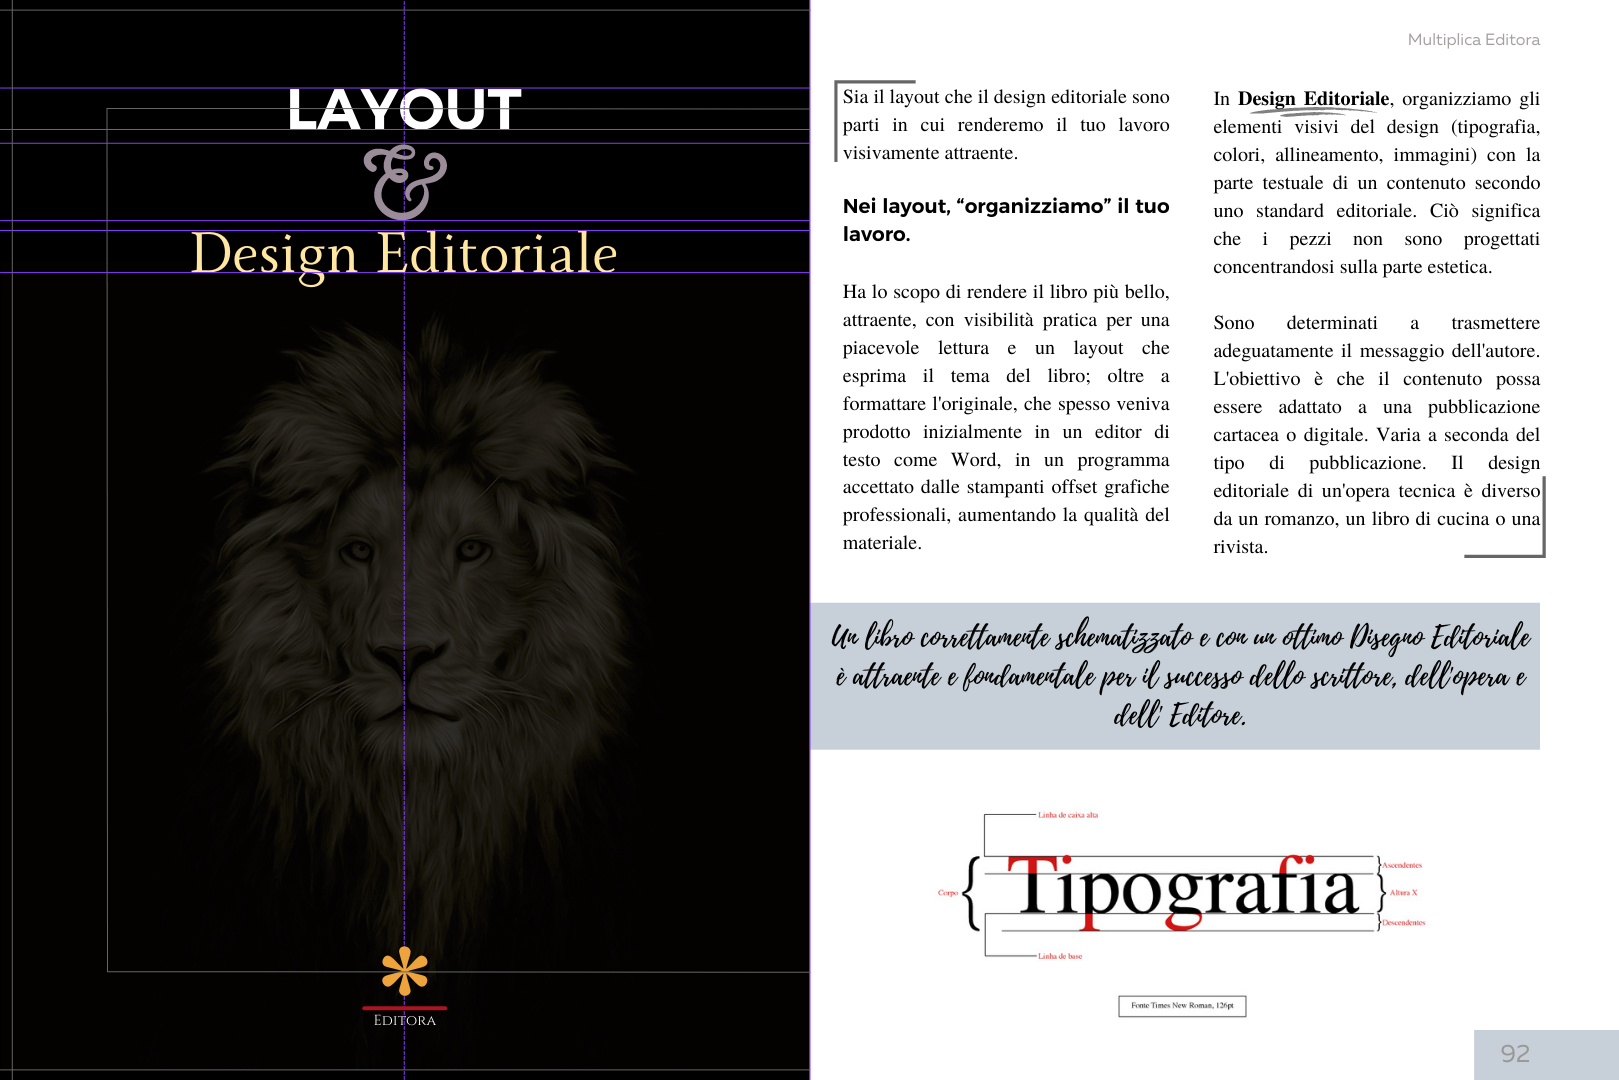 LAYOUT
&
Design Editoriale
EDITORA
Multiplica Editora
Sia il layout che il design editoriale sono
parti in cui renderemo il tuo lavoro
visivamente attraente.
Nei layout, “organizziamo” il tuo
lavoro.
Ha lo scopo di rendere il libro più bello,
attraente, con visibilità pratica per una
piacevole lettura e un layout che
esprima il tema del libro; oltre a
formattare l'originale, che spesso veniva
prodotto inizialmente in un editor di
testo come Word, in un programma
accettato dalle stampanti offset grafiche
professionali, aumentando la qualità del
materiale.
In Design Editoriale, organizziamo gli
elementi visivi del design (tipografia,
colori, allineamento, immagini) con la
parte testuale di un contenuto secondo
uno standard editoriale. Ciò significa
che i pezzi non sono progettati
concentrandosi sulla parte estetica.
Sono determinati a trasmettere
adeguatamente il messaggio dell'autore.
L'obiettivo è che il contenuto possa
essere adattato a una pubblicazione
cartacea o digitale. Varia a seconda del
tipo di pubblicazione. Il design
editoriale di un'opera tecnica è diverso
da un romanzo, un libro di cucina o una
rivista.
Un libro correttamente schematizzato e con un ottimo Disegno Editoriale
è attraente e fondamentale per il successo dello scrittore, dell'opera e
dell' Editore.
Linha de caixa alta
Corpo
Tipografia
Ascendentes
Altura X
Descendentes
Linha de base
Fonte Times New Roman, 126pt
92